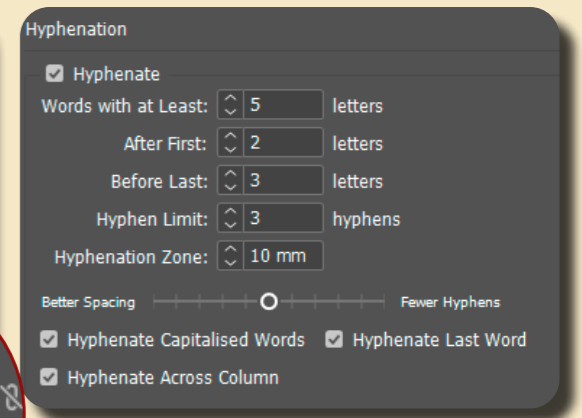 Hyphenation
Hyphenate
Words with at Least: 5 letters
After First: 2 letters
Before Last: 3 letters
Hyphen Limit: 3 hyphens
Hyphenation Zone: 10 mm
Better Spacing Fewer Hyphens
Hyphenate Capitalised Words Hyphenate Last Word
Hyphenate Across Column